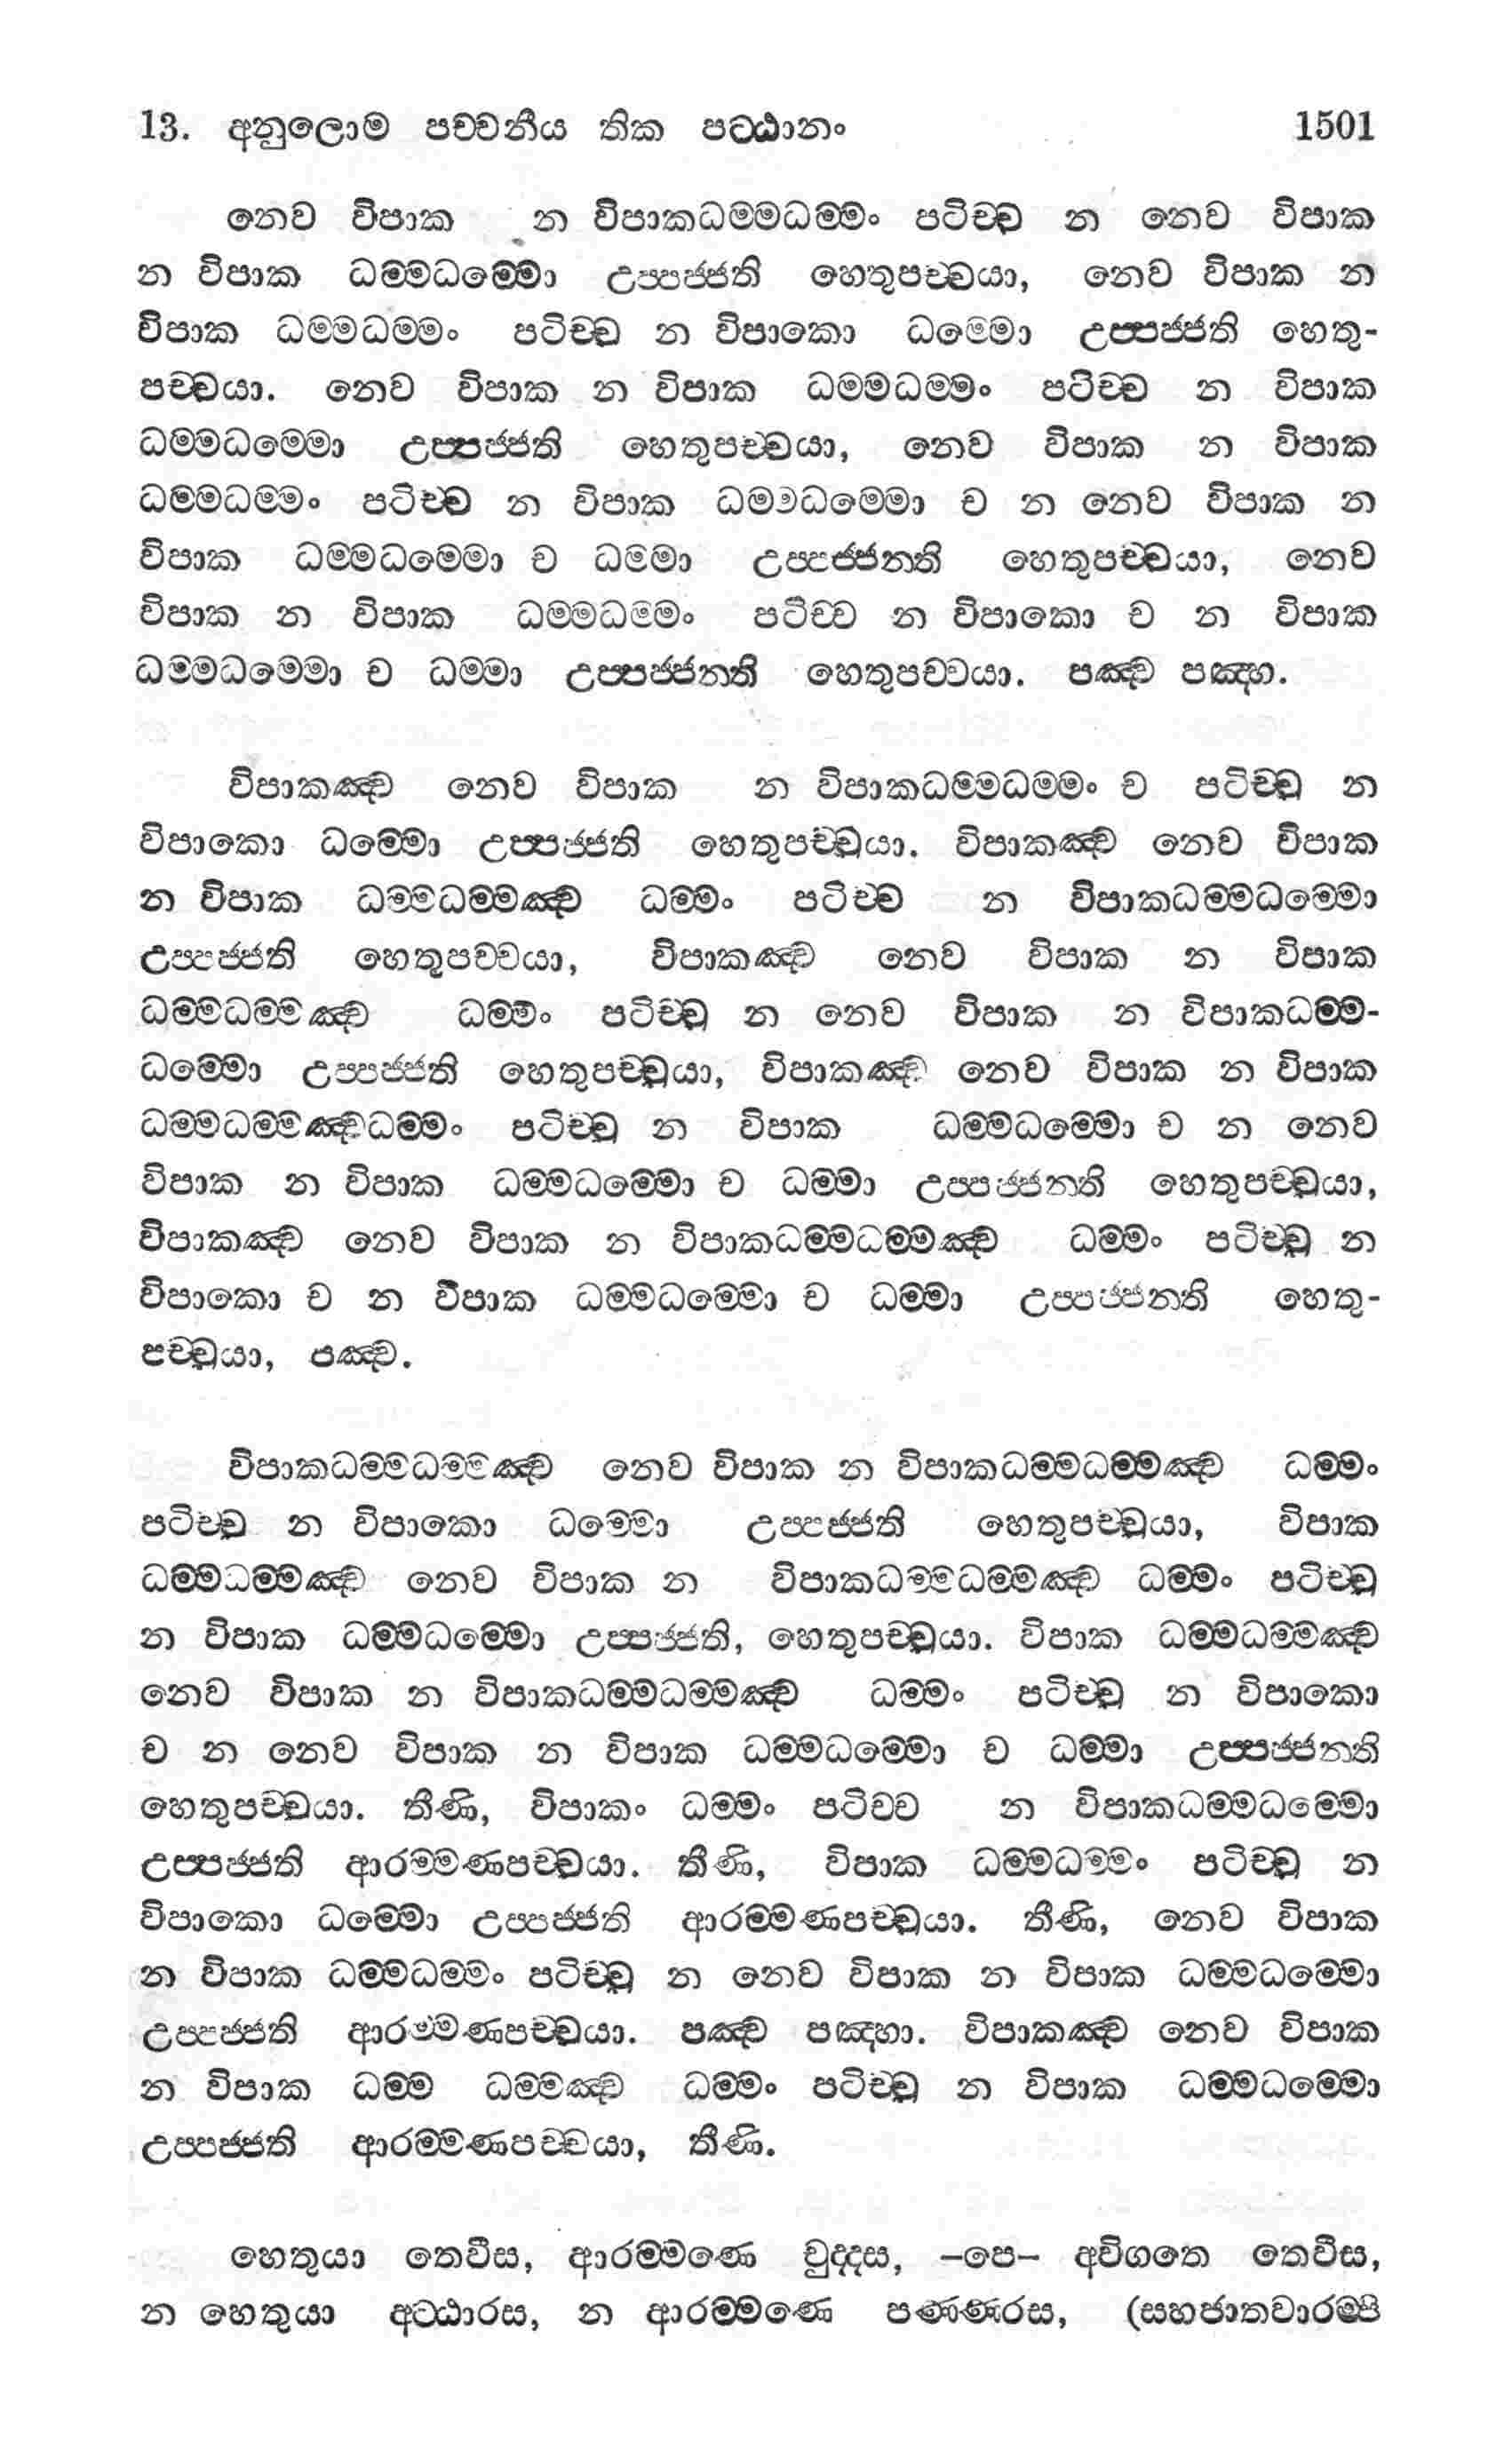 13. අනුලොම පච්චනීය තික පට්ඨානං 1501
නෙව විපාක න විපාකධම්මධම්මං පටිච්ච න නෙව විපාක
න විපාක ධම්මධම්මො උප්පජ්ජති හෙතුපච්චයා, නෙව විපාක න
විපාක ධම්මධම්මං පටිච්ච න විපාකො ධම්මො උප්පජ්ජති හෙතු-
පච්චයා. නෙව විපාක න විපාක ධම්මධම්මං පටිච්ච න විපාක
ධම්මධම්මො උප්පජ්ජති හෙතුපච්චයා, නෙව විපාක න විපාක
ධම්මධම්මං පටිච්ච න විපාක ධම්මධම්මො ච න නෙව විපාක න
විපාක ධම්මධම්මො ච ධම්මා උප්පජ්ජන්ති හෙතුපච්චයා, නෙව
විපාක න විපාක ධම්මධම්මං පටිච්ච න විපාකො ච න විපාක
ධම්මධම්මො ච ධම්මා උප්පජ්ජන්ති හෙතුපච්චයා. පඤ්ච පඤ්හ.
විපාකඤ්ච නෙව විපාක න විපාකධම්මධම්මං ච පටිච්ච න
විපාකො ධම්මො උප්පජ්ජති හෙතුපච්චයා. විපාකඤ්ච නෙව විපාක
න විපාක ධම්මධම්මඤ්ච ධම්මං පටිච්ච න විපාකධම්මධම්මො
උප්පජ්ජති හෙතුපච්චයා, විපාකඤ්ච නෙව විපාක න විපාක
ධම්මධම්මඤ්ච ධම්මං පටිච්ච න නෙව විපාක න විපාකධම්ම-
ධම්මො උප්පජ්ජති හෙතුපච්චයා, විපාකඤ්ච නෙව විපාක න විපාක
ධම්මධම්මඤ්චධම්මං පටිච්ච න විපාක ධම්මධම්මො ච න නෙව
විපාක න විපාක ධම්මධම්මො ච ධම්මා උප්පජ්ජන්ති හෙතුපච්චයා,
විපාකඤ්ච නෙව විපාක න විපාකධම්මධම්මඤ්ච ධම්මං පටිච්ච න
විපාකො ච න විපාක ධම්මධම්මො ච ධම්මා උප්පජ්ජන්ති හෙතු-
පච්චයා, පඤ්ච.
විපාකධම්මධම්මඤ්ච නෙව විපාක න විපාකධම්මධම්මඤ්ච ධම්මං
පටිච්ච න විපාකො ධම්මො උප්පජ්ජති හෙතුපච්චයා, විපාක
ධම්මධම්මඤ්ච නෙව විපාක න විපාකධම්මධම්මඤ්ච ධම්මං පටිච්ච
න විපාක ධම්මධම්මො උප්පජ්ජති, හෙතුපච්චයා. විපාක ධම්මධම්මඤ්ච
නෙව විපාක න විපාකධම්මධම්මඤ්ච ධම්මං පටිච්ච න විපාකො
ච න නෙව විපාක න විපාක ධම්මධම්මො ච ධම්මා උප්පජ්ජන්ති
හෙතුපච්චයා. තීණි, විපාකං ධම්මං පටිච්ච න විපාකධම්මධම්මො
උප්පජ්ජති ආරම්මණපච්චයා. තීණි, විපාක ධම්මධම්මං පටිච්ච න
විපාකො ධම්මො උප්පජ්ජති ආරම්මණපච්චයා. තීණි, නෙව විපාක
න විපාක ධම්මධම්මං පටිච්ච න නෙව විපාක න විපාක ධම්මධම්මො
උප්පජ්ජති ආරම්මණපච්චයා. පඤ්ච පඤ්හා. විපාකඤ්ච නෙව විපාක
න විපාක ධම්ම ධම්මඤ්ච ධම්මං පටිච්ච න විපාක ධම්මධම්මො
උප්පජ්ජති ආරම්මණපච්චයා, තීණි.
හෙතුයා තෙවීස, ආරම්මණෙ චුද්දස, –පෙ– අවිගතෙ තෙවීස,
න හෙතුයා අට්ඨාරස, න ආරම්මණෙ පණ්ණරස, (සහජාතවාරම්පි